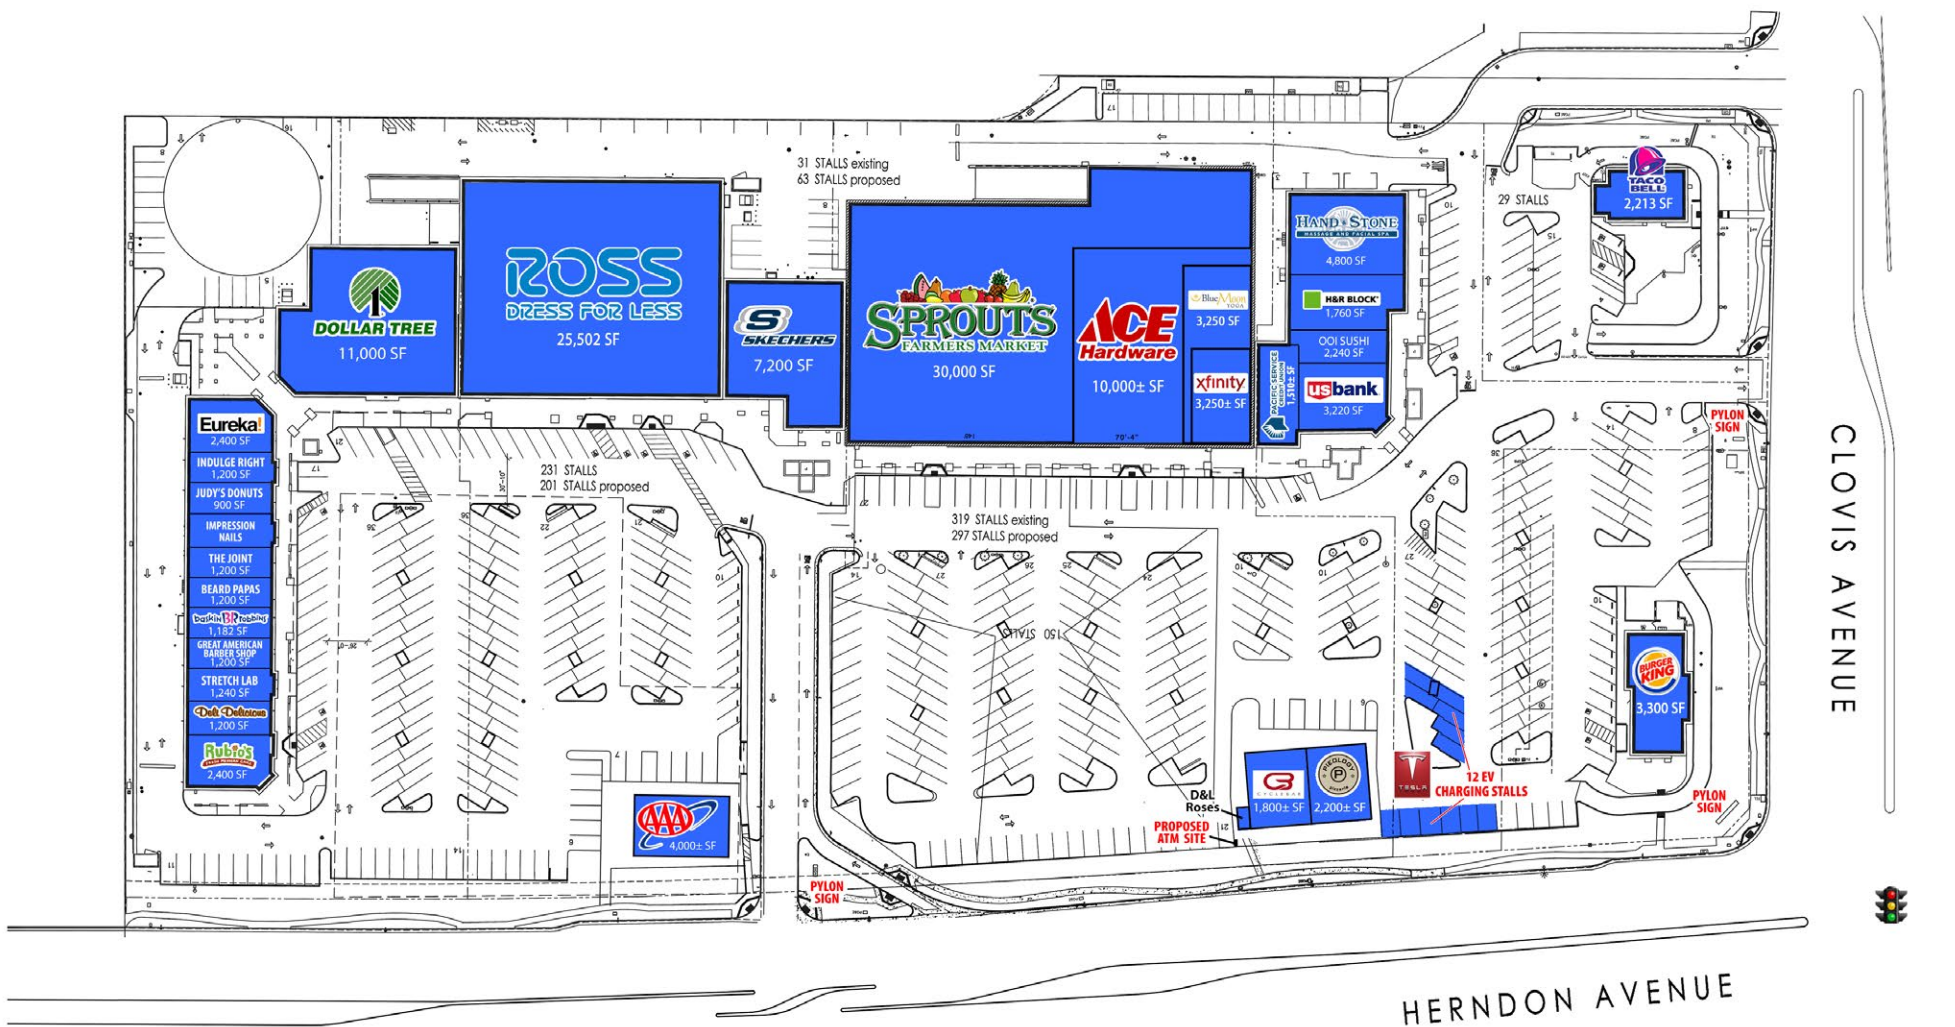 31 STALLS existing
63 STALLS proposed
29 STALLS
TACO
BELL
2,213 SF
HAND & STONE
MASSAGE AND FACIAL SPA
4,800 SF
H&R BLOCK
1,760 SF
OOI SUSHI
2,240 SF
usbank
3,220 SF
PACIFIC SERVICE
CREDIT UNION
1,510± SF
DOLLAR TREE
11,000 SF
ROSS
DRESS FOR LESS
25,502 SF
S
SKECHERS
7,200 SF
SPROUTS
FARMERS MARKET
30,000 SF
ACE
Hardware
10,000± SF
Blue Moon
YOGA
3,250 SF
xfinity
3,250± SF
70'-4"
Eureka!
2,400 SF
INDULGE RIGHT
1,200 SF
JUDY'S DONUTS
900 SF
IMPRESSION
NAILS
THE JOINT
1,200 SF
BEARD PAPAS
1,200 SF
baskin BR robbins
1,182 SF
GREAT AMERICAN
BARBER SHOP
1,200 SF
STRETCH LAB
1,240 SF
Deli Delicious
1,200 SF
Rubio's
2,400 SF
231 STALLS
201 STALLS proposed
319 STALLS existing
297 STALLS proposed
150 STALLS
PYLON
SIGN
BURGER
KING
3,300 SF
PYLON
SIGN
TESLA
12 EV
CHARGING STALLS
D&L
Roses
PROPOSED
ATM SITE
CYCLEBAR
1,800± SF
PIEOLOGY
P
2,200± SF
AAA
4,000± SF
PYLON
SIGN
CLOVIS AVENUE
HERNDON AVENUE